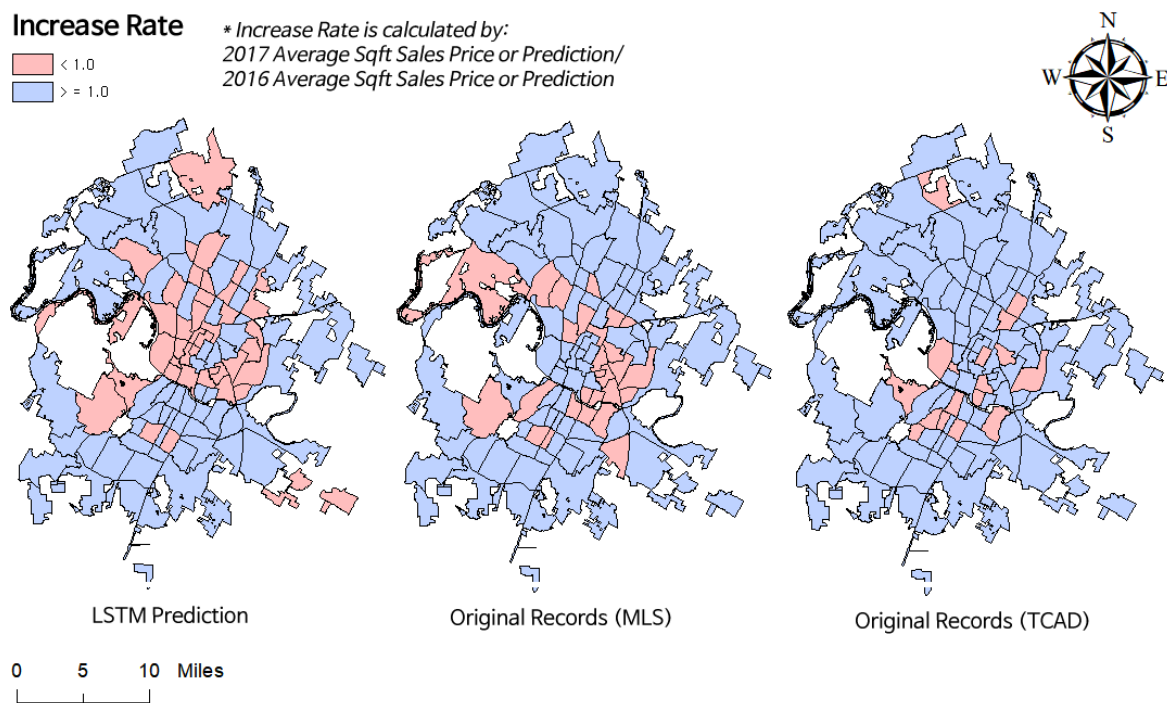 Increase Rate
< 1.0
> = 1.0
* Increase Rate is calculated by:
2017 Average Sqft Sales Price or Prediction/
2016 Average Sqft Sales Price or Prediction
N
W E
S
LSTM Prediction
Original Records (MLS)
Original Records (TCAD)
0 5 10 Miles